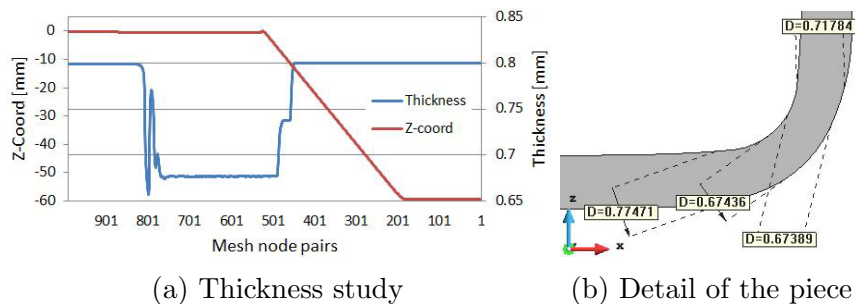 0
-10
-20
-30
-40
-50
-60
Z-Coord [mm]
0.85
0.8
0.75
0.7
0.65
Thickness [mm]
Thickness
Z-coord
901 801 701 601 501 401 301 201 101 1
Mesh node pairs
(a) Thickness study
D=0.71784
D=0.77471
D=0.67436
D=0.67389
z
x
(b) Detail of the piece